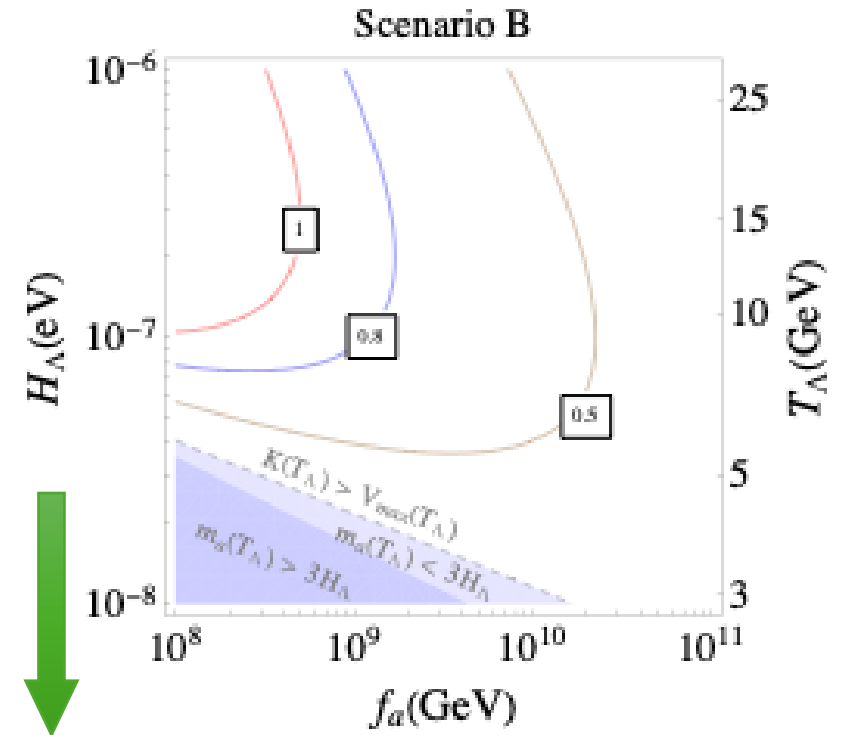 Scenario B
10⁻⁶
25
15
1
10
10⁻⁷
0.8
H_Λ(eV)
T_Λ(GeV)
0.5
5
K(T_Λ) > V_max(T_Λ)
m_a(T_Λ) < 3H_Λ
m_a(T_Λ) > 3H_Λ
10⁻⁸
3
10⁸ 10⁹ 10¹⁰ 10¹¹
f_a(GeV)